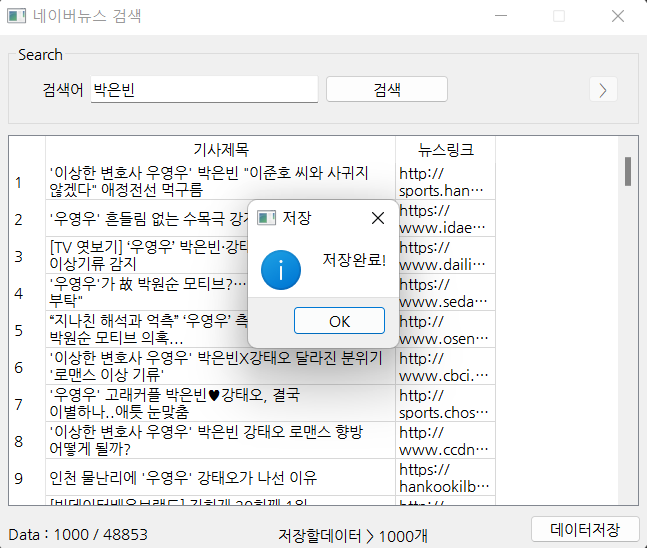 네이버뉴스 검색
Search
검색어 박은빈 검색 >
기사제목 뉴스링크
1 '이상한 변호사 우영우' 박은빈 "이준호 씨와 사귀지 http://
않겠다" 애정전선 먹구름 sports.han…
2 '우영우' 흔들림 없는 수목극 강자 https://
www.idae…
3 [TV 엿보기] ‘우영우’ 박은빈·강태 https://
이상기류 감지 www.daili…
4 '우영우'가 故 박원순 모티브?… https://
부탁" www.seda…
5 “지나친 해석과 억측” ‘우영우’ 측 http://
박원순 모티브 의혹... www.osen…
6 '이상한 변호사 우영우' 박은빈X강태오 달라진 분위기 http://
'로맨스 이상 기류' www.cbci.…
7 '우영우' 고래커플 박은빈♥강태오, 결국 http://
이별하나..애틋 눈맞춤 sports.chos…
8 '이상한 변호사 우영우' 박은빈 강태오 로맨스 향방 http://
어떻게 될까? www.ccdn…
9 인천 물난리에 '우영우' 강태오가 나선 이유 https://
hankookilb…
저장
저장완료!
OK
Data : 1000 / 48853 저장할데이터 > 1000개 데이터저장